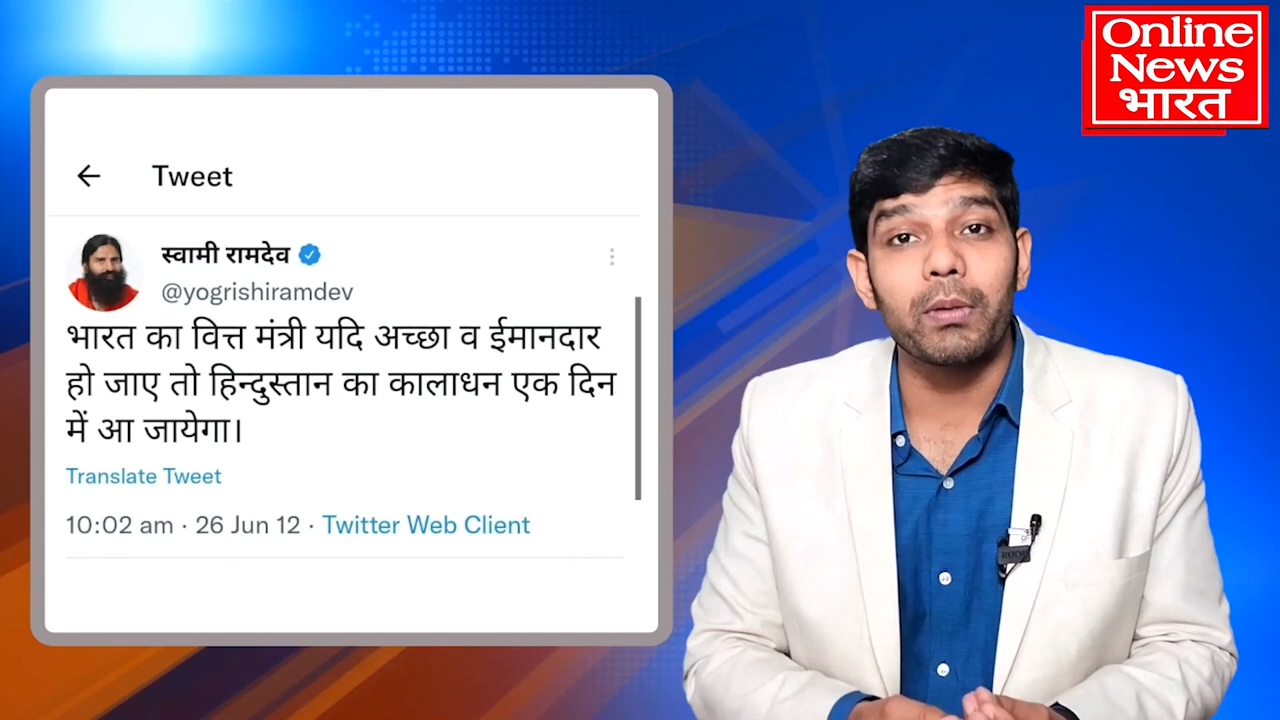 Online
News
भारत
Tweet
स्वामी रामदेव
@yogrishiramdev
भारत का वित्त मंत्री यदि अच्छा व ईमानदार
हो जाए तो हिन्दुस्तान का कालाधन एक दिन
में आ जायेगा।
Translate Tweet
10:02 am · 26 Jun 12 · Twitter Web Client